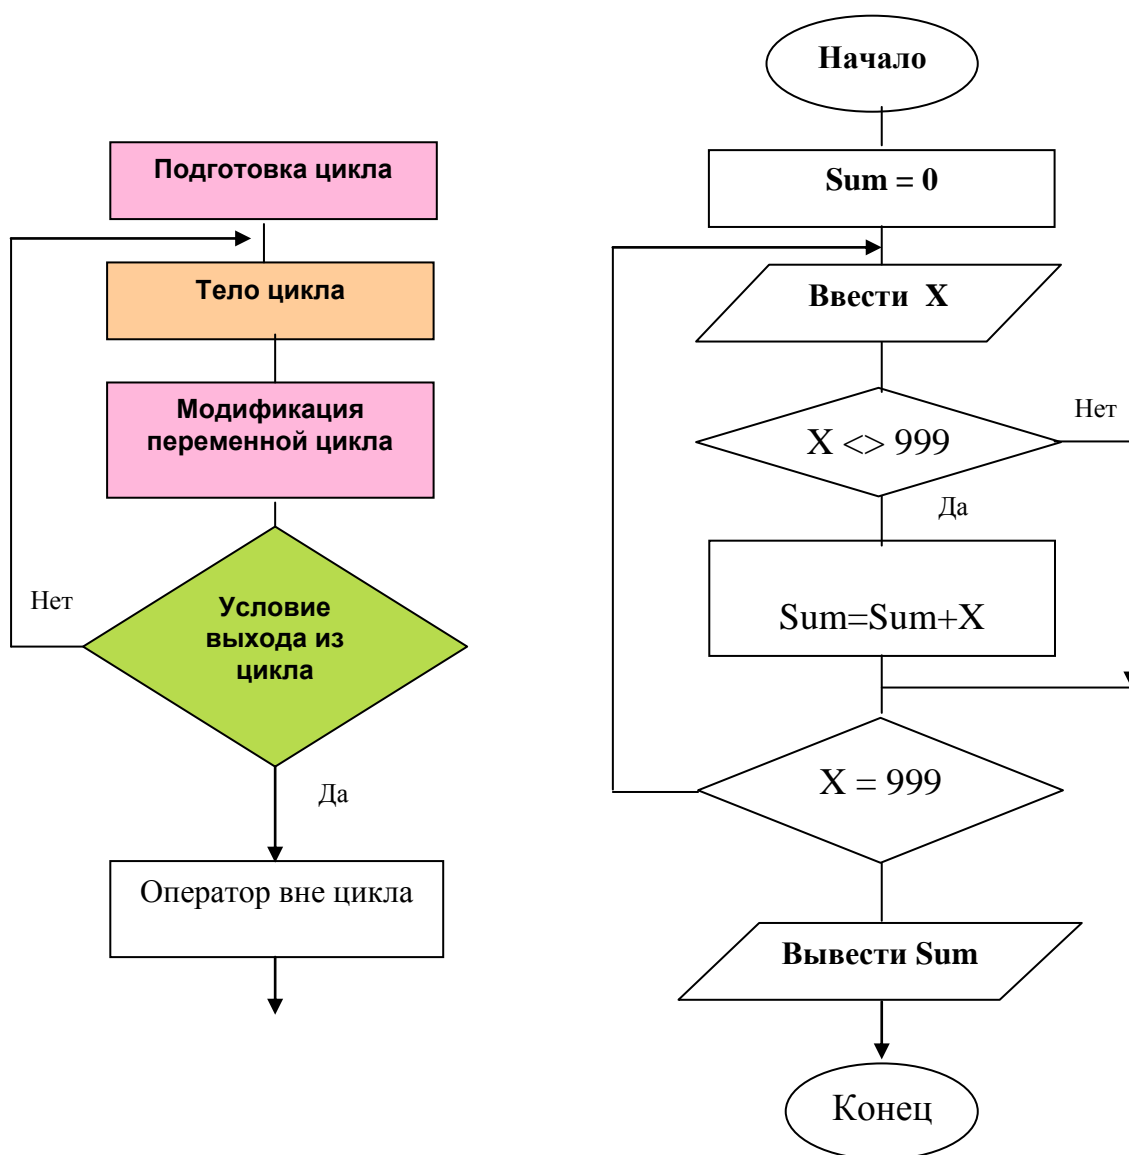 Подготовка цикла
Тело цикла
Модификация
переменной цикла
Условие
выхода из
цикла
Нет
Да
Оператор вне цикла
Начало
Sum = 0
Ввести X
X <> 999
Нет
Да
Sum=Sum+X
X = 999
Вывести Sum
Конец